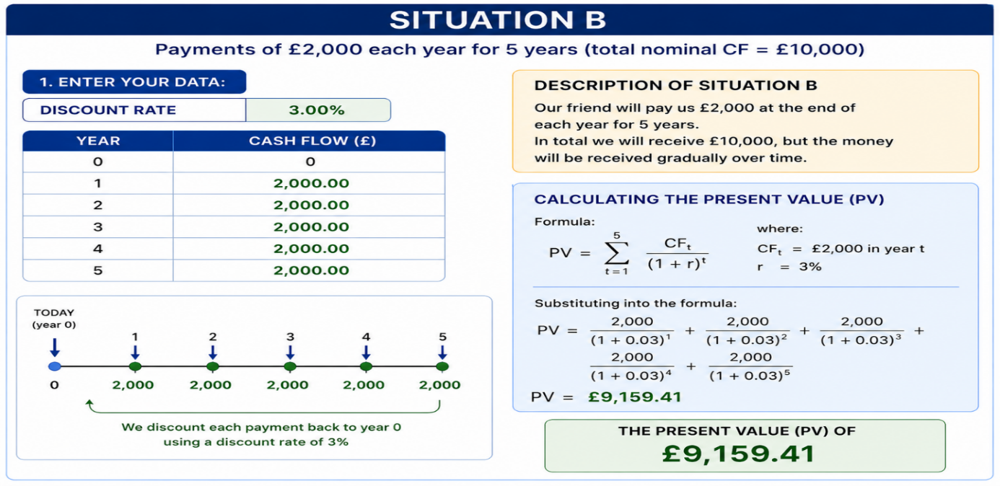 SITUATION B
Payments of £2,000 each year for 5 years (total nominal CF = £10,000)
1. ENTER YOUR DATA:
DISCOUNT RATE 3.00%
YEAR CASH FLOW (£)
0 0
1 2,000.00
2 2,000.00
3 2,000.00
4 2,000.00
5 2,000.00
TODAY
(year 0)
1 2 3 4 5
0 2,000 2,000 2,000 2,000 2,000
We discount each payment back to year 0
using a discount rate of 3%
DESCRIPTION OF SITUATION B
Our friend will pay us £2,000 at the end of
each year for 5 years.
In total we will receive £10,000, but the money
will be received gradually over time.
CALCULATING THE PRESENT VALUE (PV)
Formula:
PV = ∑ (t = 1 to 5) CFₜ / (1 + r)ᵗ
where:
CFₜ = £2,000 in year t
r = 3%
Substituting into the formula:
PV = 2,000 / (1 + 0.03)¹ + 2,000 / (1 + 0.03)² + 2,000 / (1 + 0.03)³ +
2,000 / (1 + 0.03)⁴ + 2,000 / (1 + 0.03)⁵
PV = £9,159.41
THE PRESENT VALUE (PV) OF
£9,159.41